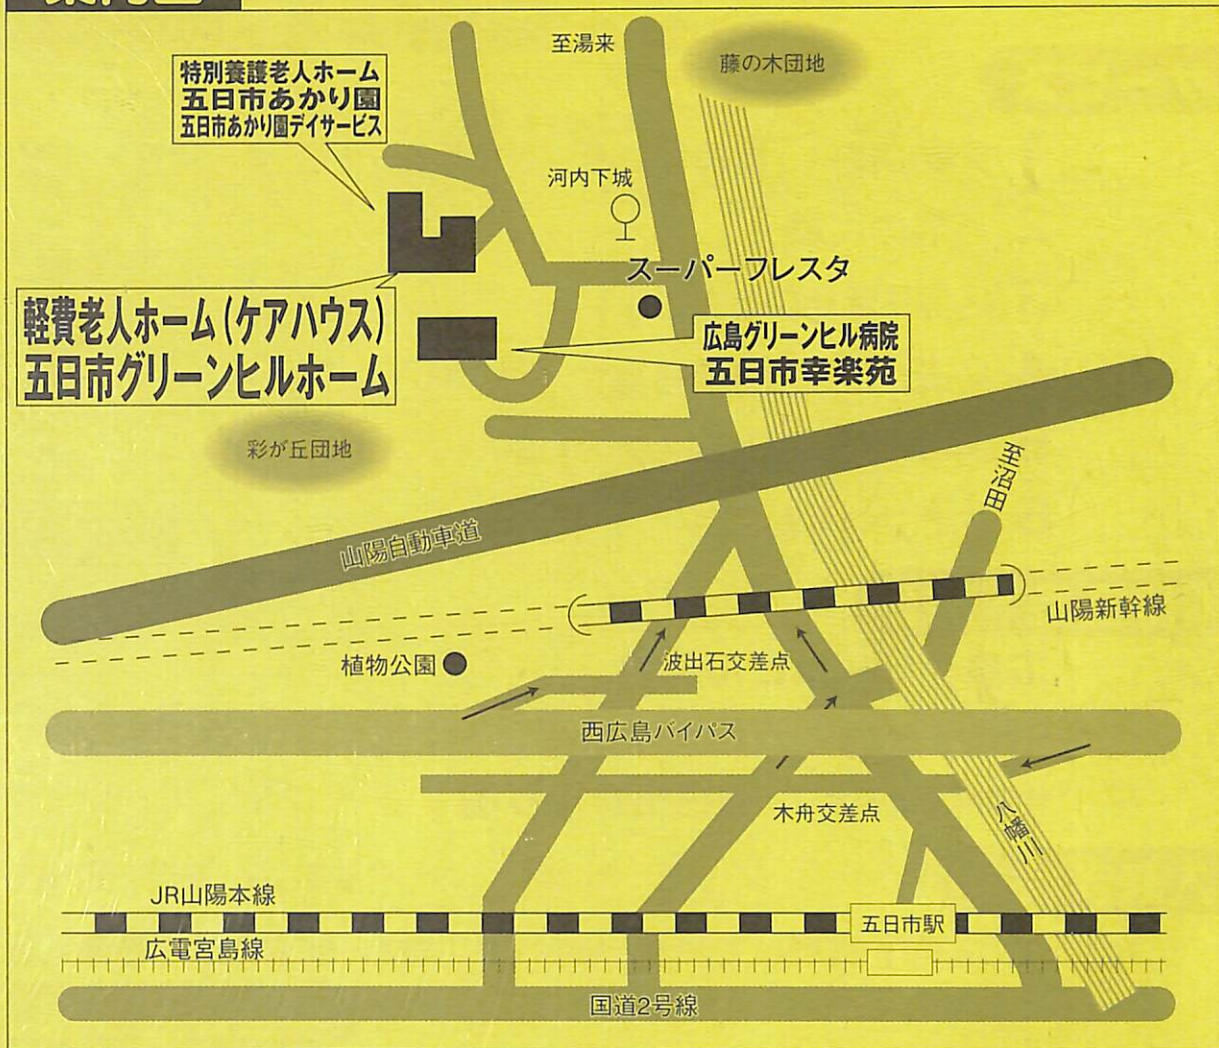 案内図
至湯来
藤の木団地
特別養護老人ホーム
五日市あかり園
五日市あかり園デイサービス
河内下城
スーパーフレスタ
軽費老人ホーム(ケアハウス)
五日市グリーンヒルホーム
広島グリーンヒル病院
五日市幸楽苑
彩が丘団地
至沼田
山陽自動車道
山陽新幹線
植物公園
波出石交差点
西広島バイパス
木舟交差点
八幡川
JR山陽本線
五日市駅
広電宮島線
国道2号線